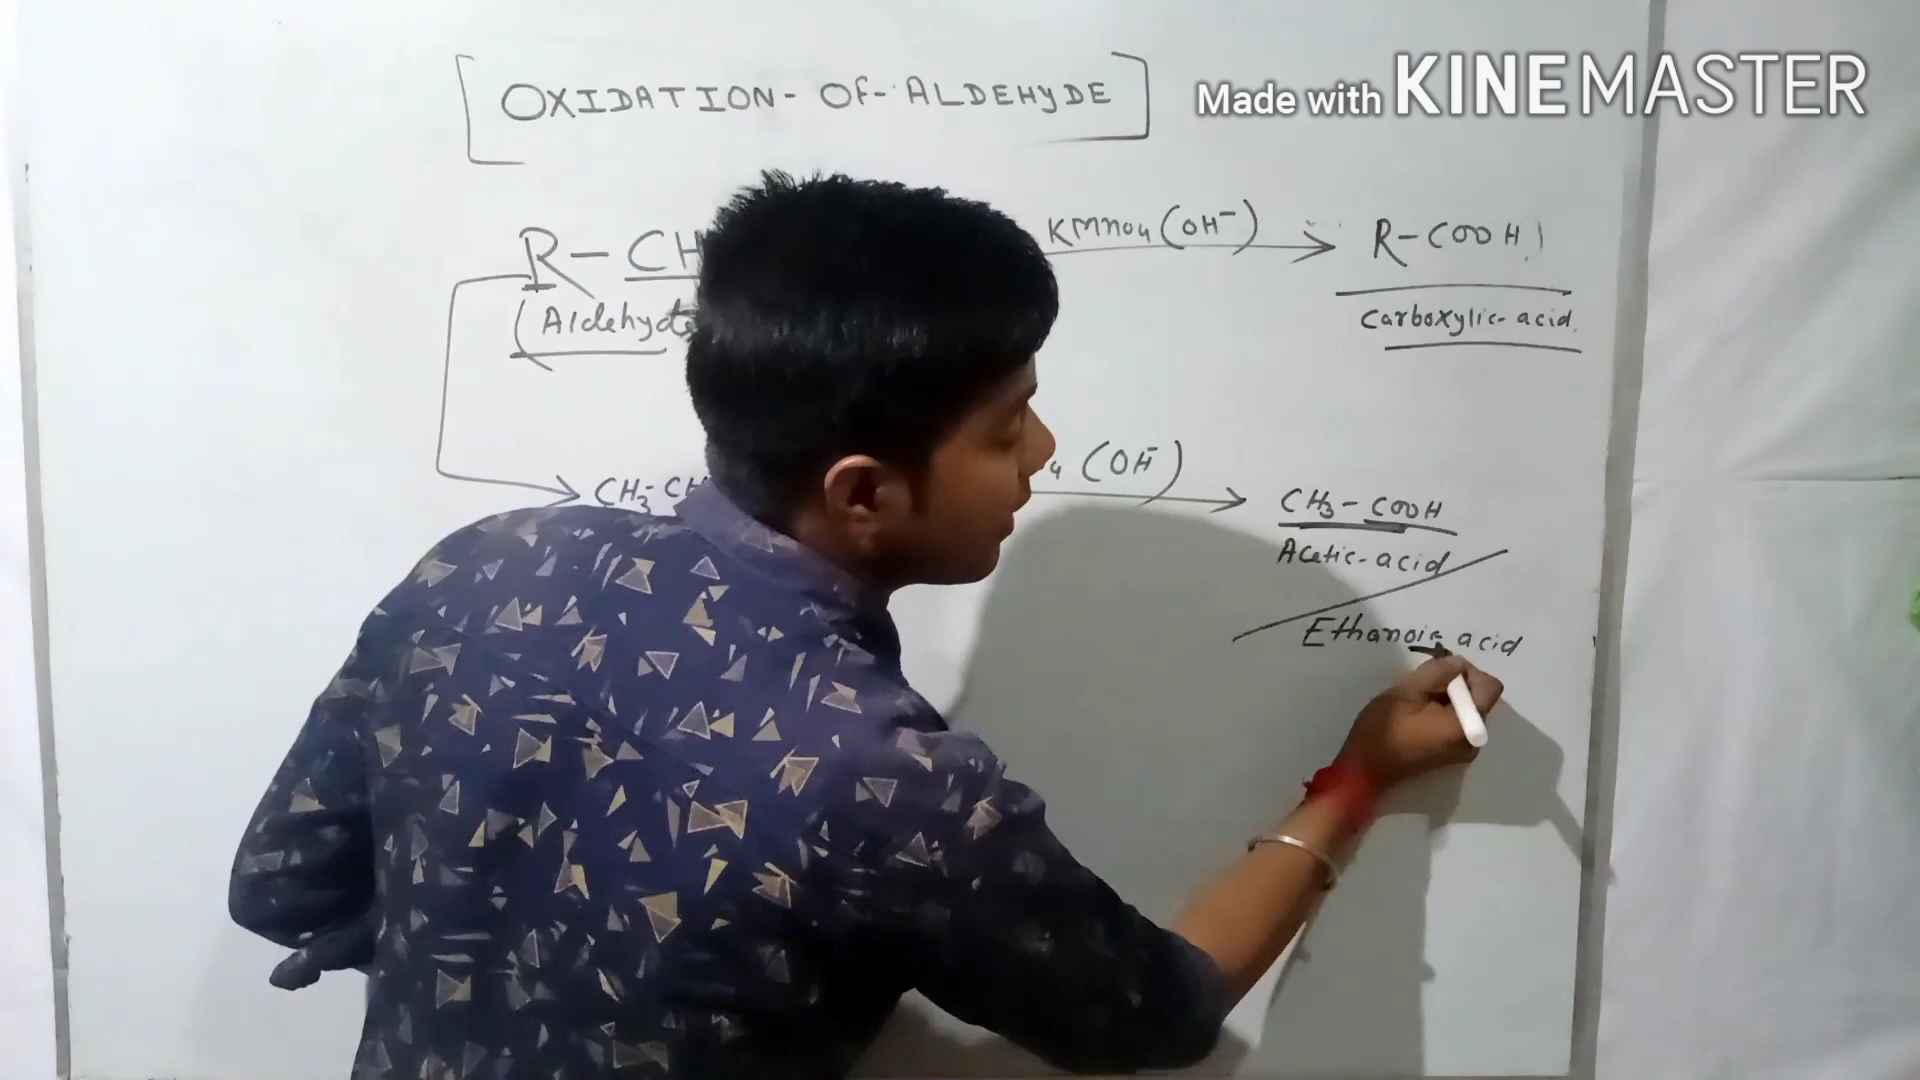 OXIDATION- OF- ALDEHYDE
Made with KINEMASTER
R- CH
KMnO4 (OH-)
R-COOH
(Aldehyde
Carboxylic-acid.
CH3-CH
4 (OH-)
CH3-COOH
Acetic-acid
Ethanoic acid